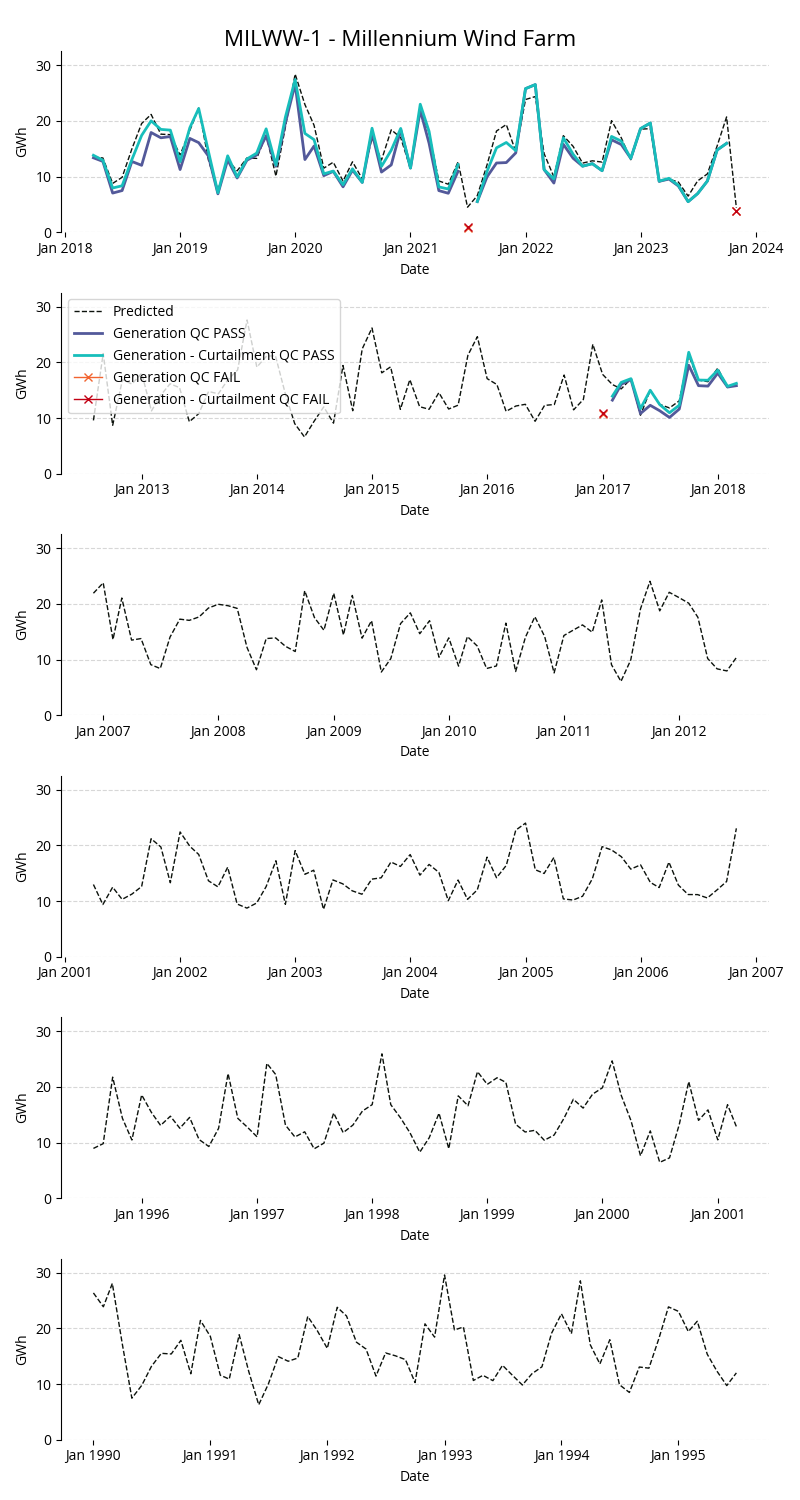 MILWW-1 - Millennium Wind Farm
30
20
10
0
GWh
Jan 2018 Jan 2019 Jan 2020 Jan 2021 Jan 2022 Jan 2023 Jan 2024
Date
30
20
10
0
GWh
Predicted
Generation QC PASS
Generation - Curtailment QC PASS
Generation QC FAIL
Generation - Curtailment QC FAIL
Jan 2013 Jan 2014 Jan 2015 Jan 2016 Jan 2017 Jan 2018
Date
30
20
10
0
GWh
Jan 2007 Jan 2008 Jan 2009 Jan 2010 Jan 2011 Jan 2012
Date
30
20
10
0
GWh
Jan 2001 Jan 2002 Jan 2003 Jan 2004 Jan 2005 Jan 2006 Jan 2007
Date
30
20
10
0
GWh
Jan 1996 Jan 1997 Jan 1998 Jan 1999 Jan 2000 Jan 2001
Date
30
20
10
0
GWh
Jan 1990 Jan 1991 Jan 1992 Jan 1993 Jan 1994 Jan 1995
Date